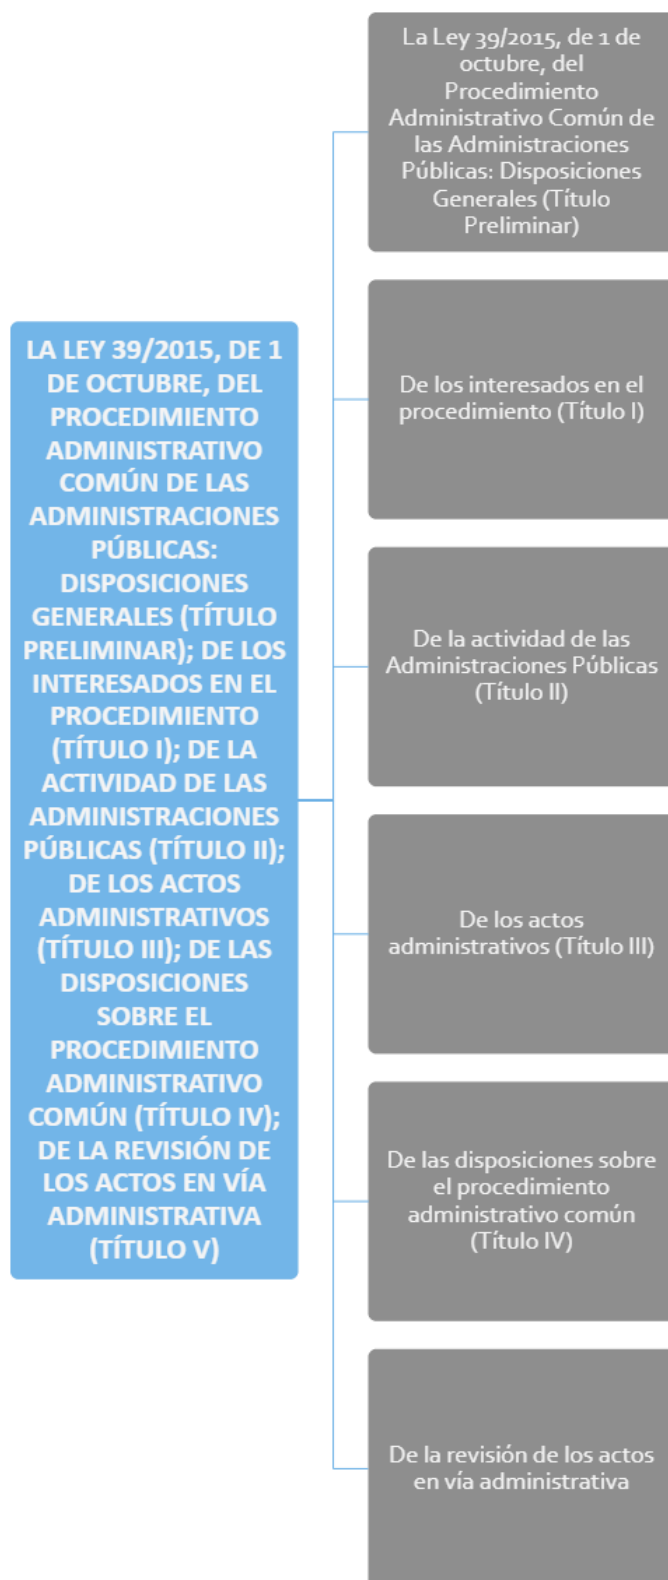 LA LEY 39/2015, DE 1
DE OCTUBRE, DEL
PROCEDIMIENTO
ADMINISTRATIVO
COMÚN DE LAS
ADMINISTRACIONES
PÚBLICAS:
DISPOSICIONES
GENERALES (TÍTULO
PRELIMINAR); DE LOS
INTERESADOS EN EL
PROCEDIMIENTO
(TÍTULO I); DE LA
ACTIVIDAD DE LAS
ADMINISTRACIONES
PÚBLICAS (TÍTULO II);
DE LOS ACTOS
ADMINISTRATIVOS
(TÍTULO III); DE LAS
DISPOSICIONES
SOBRE EL
PROCEDIMIENTO
ADMINISTRATIVO
COMÚN (TÍTULO IV);
DE LA REVISIÓN DE
LOS ACTOS EN VÍA
ADMINISTRATIVA
(TÍTULO V)
La Ley 39/2015, de 1 de
octubre, del
Procedimiento
Administrativo Común de
las Administraciones
Públicas: Disposiciones
Generales (Título
Preliminar)
De los interesados en el
procedimiento (Título I)
De la actividad de las
Administraciones Públicas
(Título II)
De los actos
administrativos (Título III)
De las disposiciones sobre
el procedimiento
administrativo común
(Título IV)
De la revisión de los actos
en vía administrativa